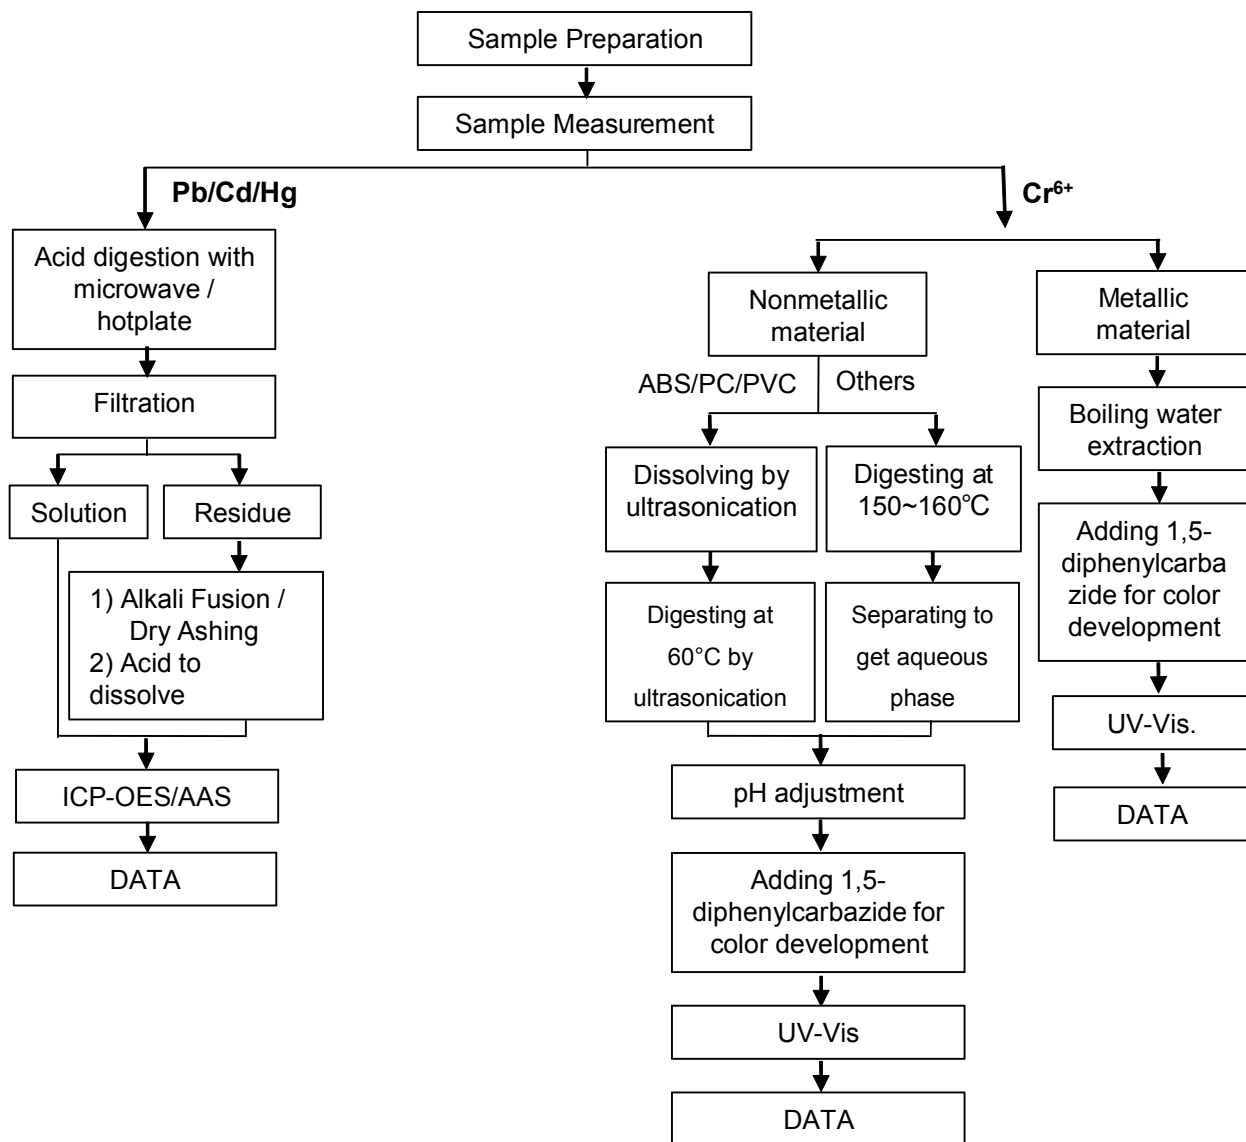 Sample Preparation
Sample Measurement
Pb/Cd/Hg
Cr⁶⁺
Acid digestion with
microwave /
hotplate
Filtration
Solution
Residue
1) Alkali Fusion /
Dry Ashing
2) Acid to
dissolve
ICP-OES/AAS
DATA
Nonmetallic
material
ABS/PC/PVC
Others
Dissolving by
ultrasonication
Digesting at
60°C by
ultrasonication
Digesting at
150~160℃
Separating to
get aqueous
phase
pH adjustment
Adding 1,5-
diphenylcarbazide for
color development
UV-Vis
DATA
Metallic
material
Boiling water
extraction
Adding 1,5-
diphenylcarba
zide for color
development
UV-Vis.
DATA